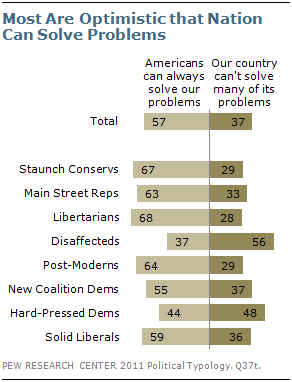 Most Are Optimistic that Nation
Can Solve Problems
Americans can always solve our problems
Our country can't solve many of its problems
Total 57 37
Staunch Conservs 67 29
Main Street Reps 63 33
Libertarians 68 28
Disaffecteds 37 56
Post-Moderns 64 29
New Coalition Dems 55 37
Hard-Pressed Dems 44 48
Solid Liberals 59 36
PEW RESEARCH CENTER 2011 Political Typology. Q37t.